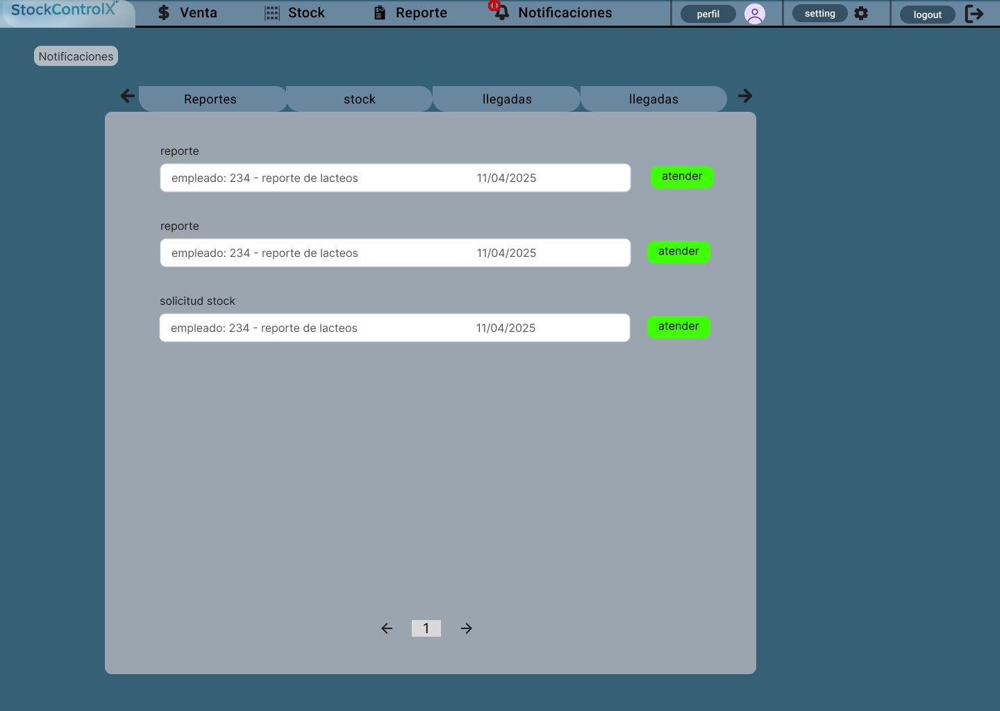 StockControlX
Venta
Stock
Reporte
Notificaciones
perfil
setting
logout
Notificaciones
Reportes
stock
llegadas
llegadas
reporte
empleado: 234 - reporte de lacteos 11/04/2025
atender
reporte
empleado: 234 - reporte de lacteos 11/04/2025
atender
solicitud stock
empleado: 234 - reporte de lacteos 11/04/2025
atender
1